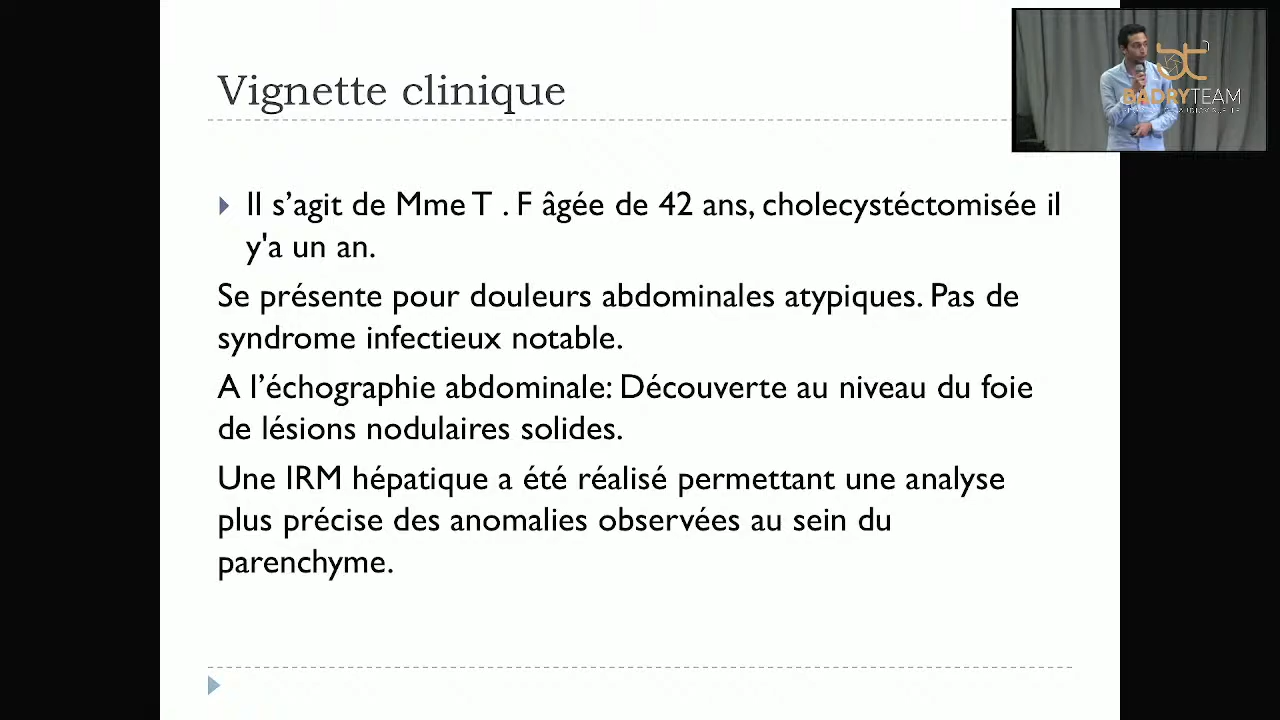 Vignette clinique
Il s’agit de Mme T . F âgée de 42 ans, cholecystéctomisée il
y'a un an.
Se présente pour douleurs abdominales atypiques. Pas de
syndrome infectieux notable.
A l’échographie abdominale: Découverte au niveau du foie
de lésions nodulaires solides.
Une IRM hépatique a été réalisé permettant une analyse
plus précise des anomalies observées au sein du
parenchyme.
BADRYTEAM